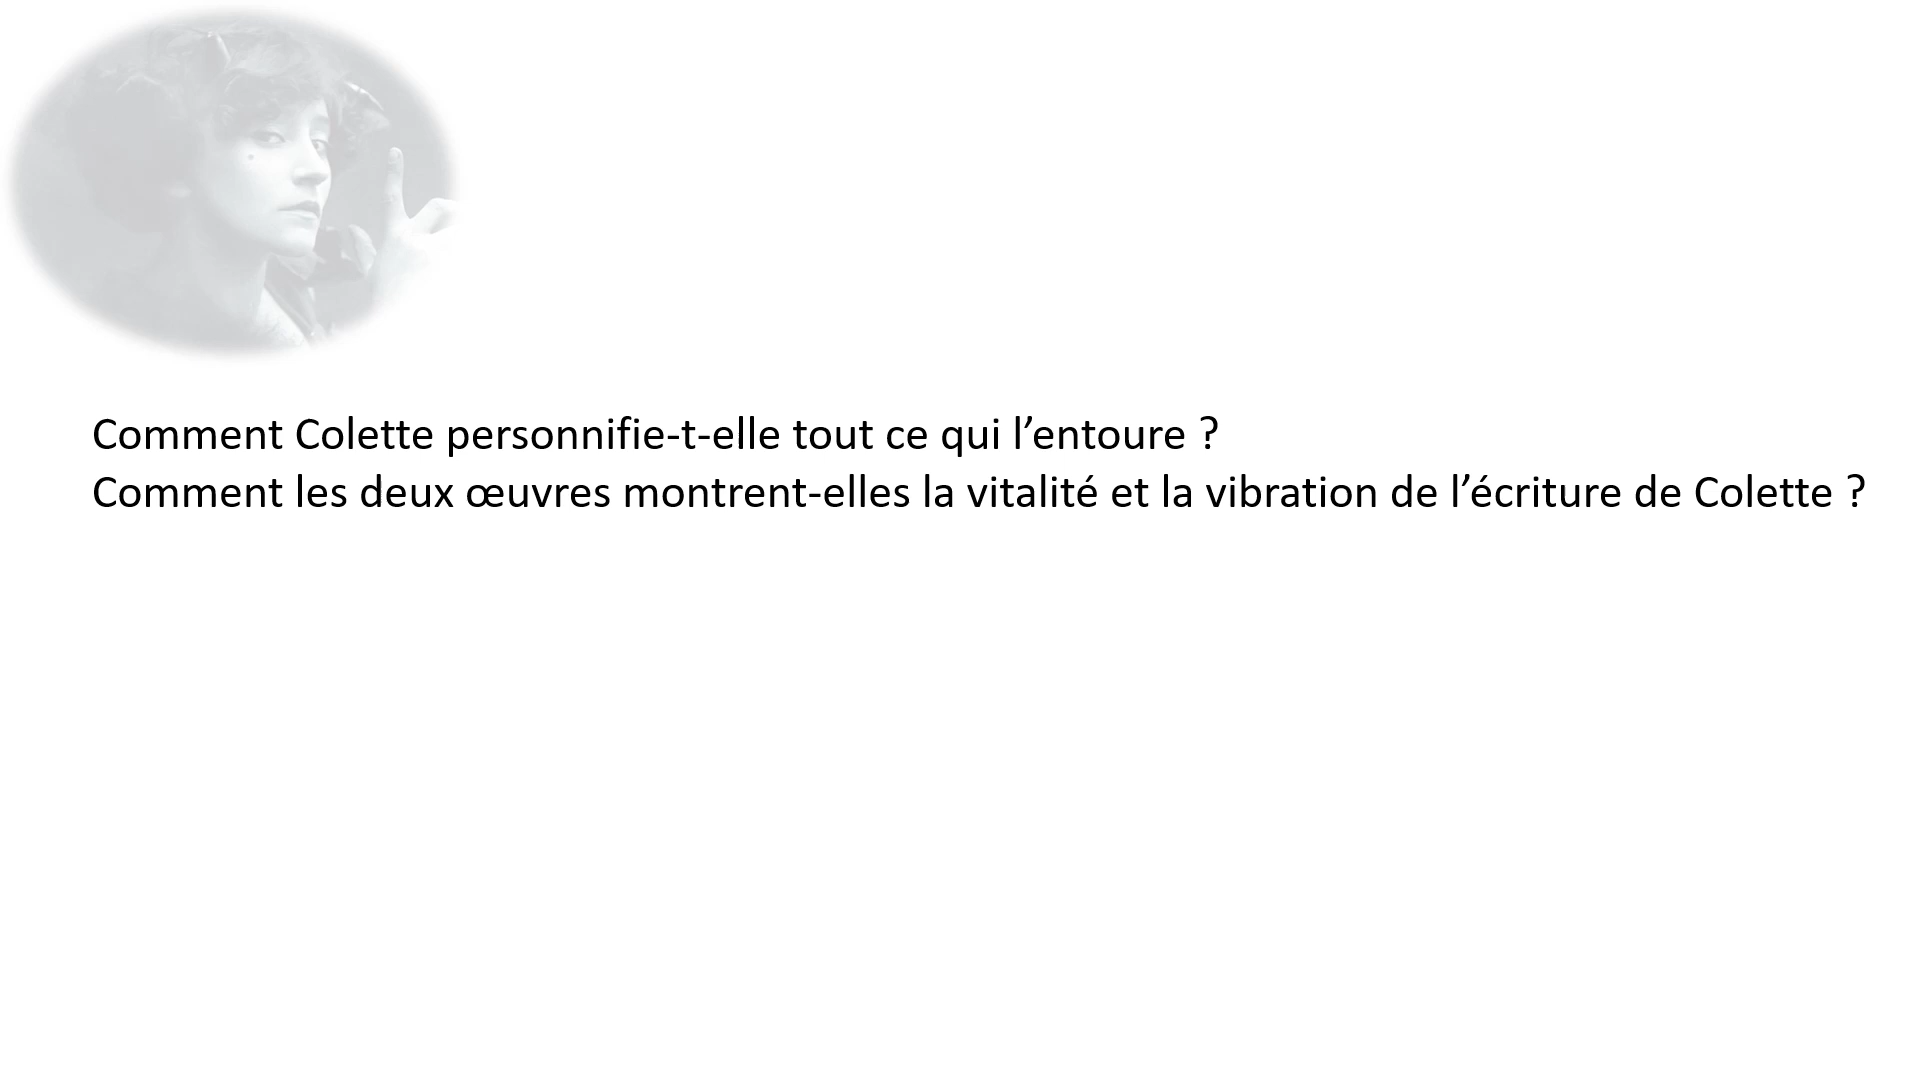 Comment Colette personnifie-t-elle tout ce qui l’entoure ?
Comment les deux œuvres montrent-elles la vitalité et la vibration de l’écriture de Colette ?